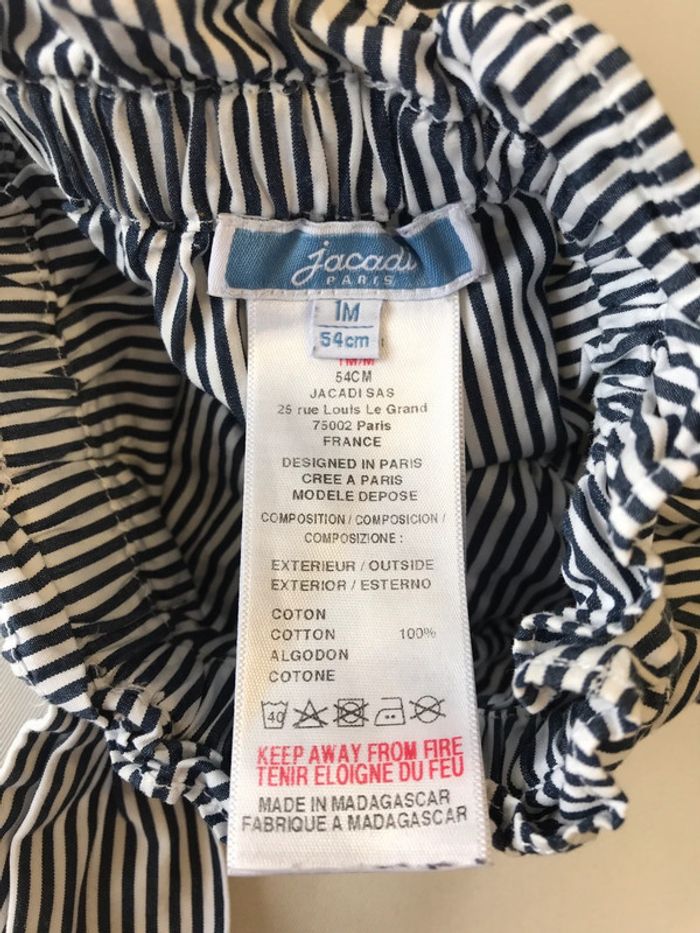 jacadi
PARIS
1M
54cm
1M/M
54CM
JACADI SAS
25 rue Louis Le Grand
75002 Paris
FRANCE
DESIGNED IN PARIS
CREE A PARIS
MODELE DEPOSE
COMPOSITION / COMPOSICION /
COMPOSIZIONE :
EXTERIEUR / OUTSIDE
EXTERIOR / ESTERNO
COTON
COTTON 100%
ALGODON
COTONE
40
KEEP AWAY FROM FIRE
TENIR ELOIGNE DU FEU
MADE IN MADAGASCAR
FABRIQUE A MADAGASCAR